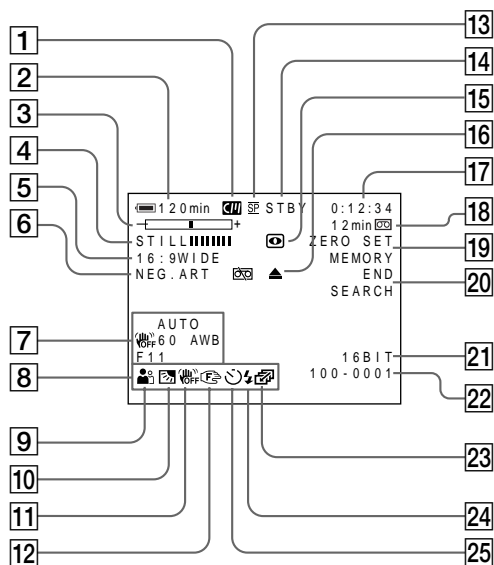 1
2
3
4
5
6
7
8
9
10
11
12
13
14
15
16
17
18
19
20
21
22
23
24
25
120min SP STBY 0:12:34
− + 12min
STILL ZERO SET
16:9WIDE MEMORY
NEG.ART END
SEARCH
AUTO
OFF 60 AWB
F11 16BIT
100-0001
OFF F